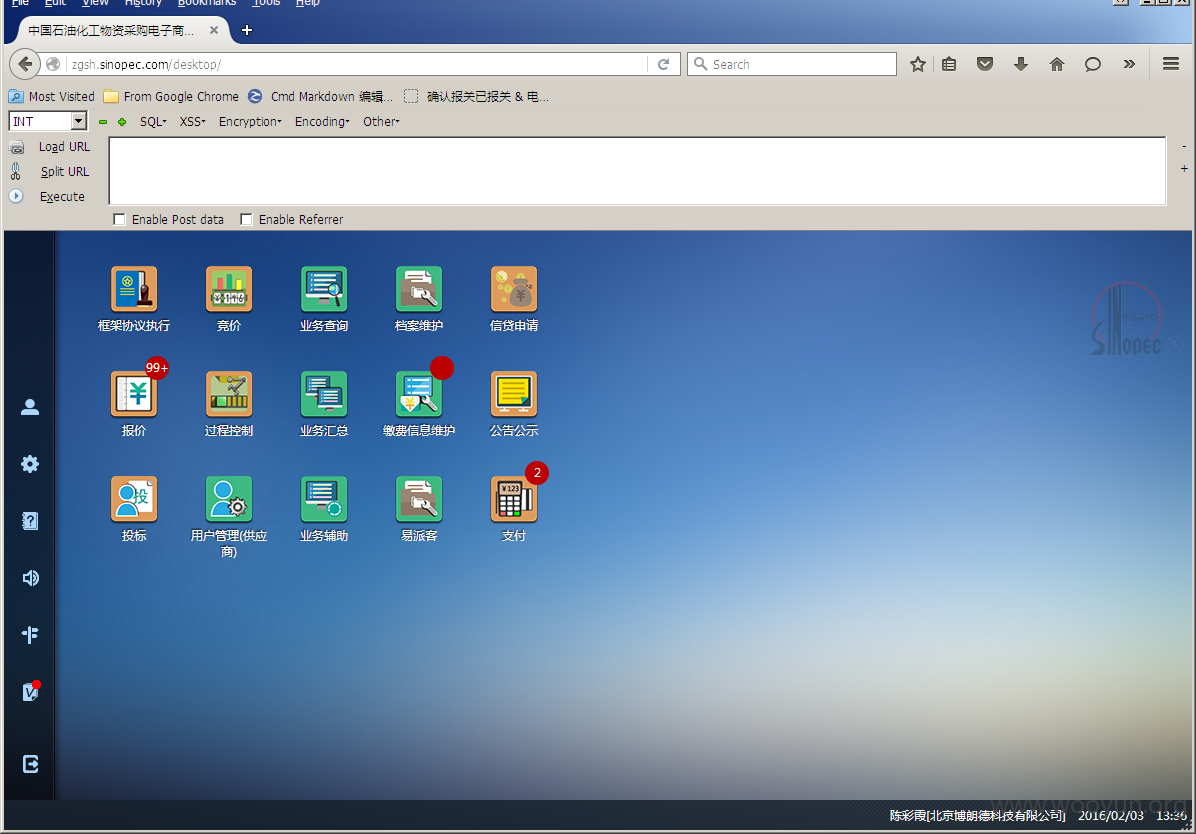 File Edit View History Bookmarks Tools Help
中国石油化工物资采购电子商... × +
zgsh.sinopec.com/desktop/
Search
Most Visited From Google Chrome Cmd Markdown 编辑... 确认报关已报关 & 电...
INT SQL XSS Encryption Encoding Other
Load URL
Split URL
Execute
Enable Post data Enable Referrer
框架协议执行 竞价 业务查询 档案维护 信贷申请
99+
报价 过程控制 业务汇总 缴费信息维护 公告公示
2
投标 用户管理(供应商) 业务辅助 易派客 支付
Sinopec
陈彩霞[北京博朗德科技有限公司] 2016/02/03 13:36
www.wooyun.org